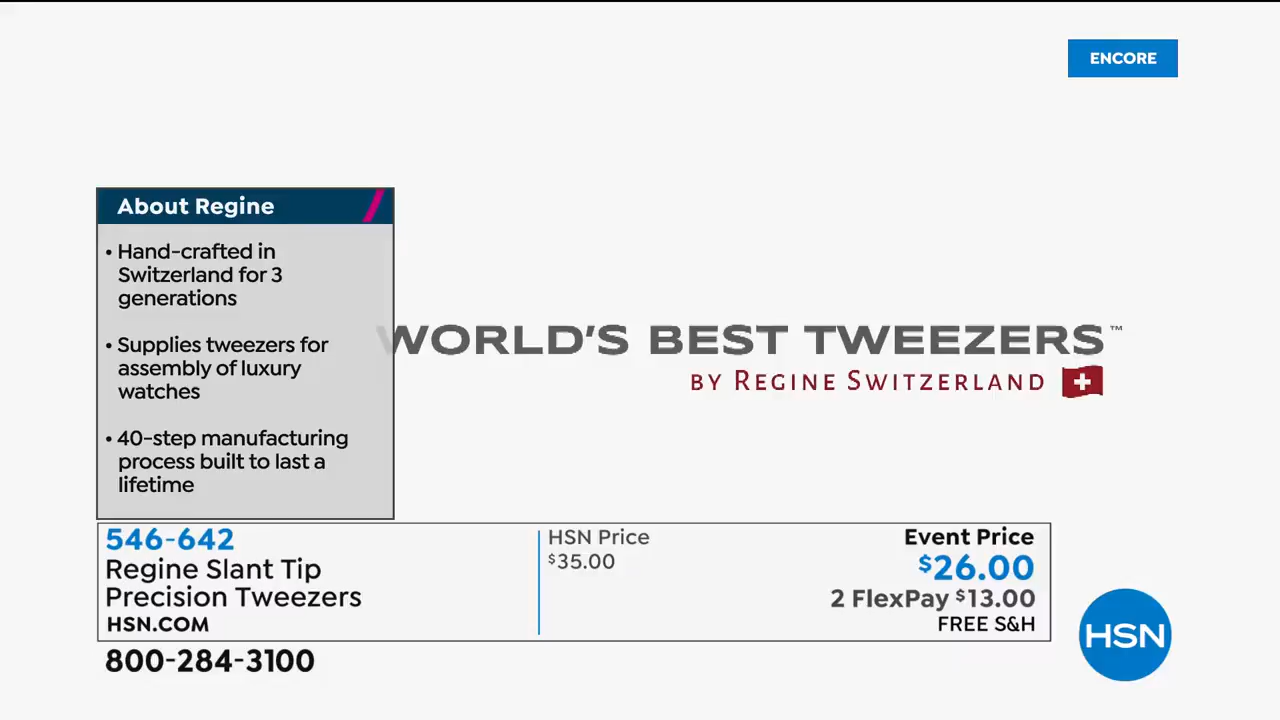 ENCORE
About Regine
• Hand-crafted in
Switzerland for 3
generations
• Supplies tweezers for
assembly of luxury
watches
• 40-step manufacturing
process built to last a
lifetime
WORLD'S BEST TWEEZERS™
BY REGINE SWITZERLAND
546-642
Regine Slant Tip
Precision Tweezers
HSN.COM
HSN Price
$35.00
Event Price
$26.00
2 FlexPay $13.00
FREE S&H
800-284-3100
HSN